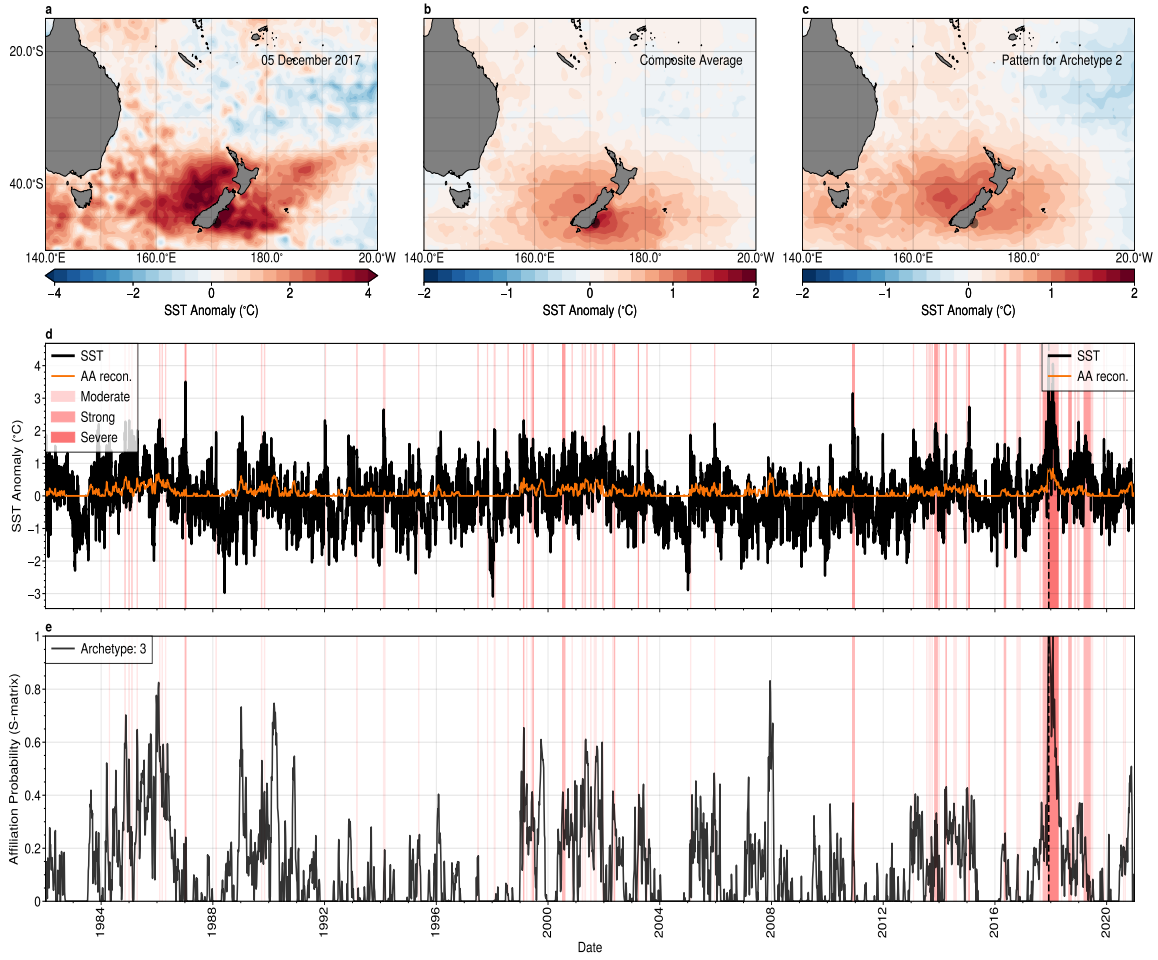 a
b
c
05 December 2017
Composite Average
Pattern for Archetype 2
20.0°S
40.0°S
140.0°E 160.0°E 180.0° 20.0°W
140.0°E 160.0°E 180.0° 20.0°W
140.0°E 160.0°E 180.0° 20.0°W
−4 −2 0 2 4
−2 −1 0 1 2
−2 −1 0 1 2
SST Anomaly (°C)
SST Anomaly (°C)
SST Anomaly (°C)
d
SST
AA recon.
Moderate
Strong
Severe
SST
AA recon.
4
3
2
1
0
−1
−2
−3
SST Anomaly (°C)
e
Archetype: 3
1
0.8
0.6
0.4
0.2
0
Affiliation Probability (S-matrix)
1984 1988 1992 1996 2000 2004 2008 2012 2016 2020
Date